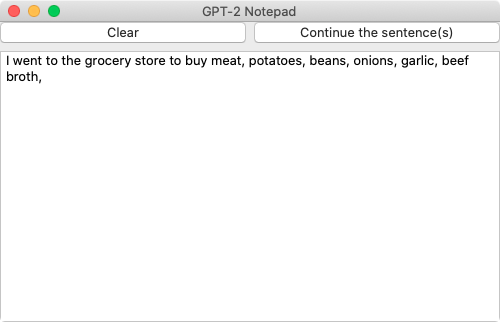 GPT-2 Notepad
Clear
Continue the sentence(s)
I went to the grocery store to buy meat, potatoes, beans, onions, garlic, beef
broth,